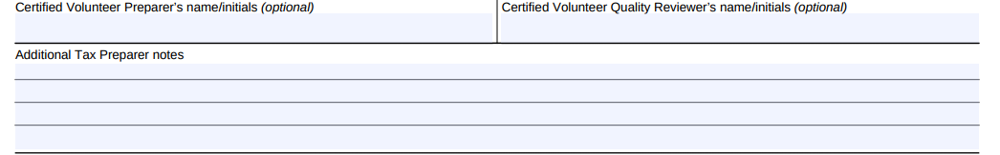 Certified Volunteer Preparer's name/initials (optional)
Certified Volunteer Quality Reviewer's name/initials (optional)
Additional Tax Preparer notes